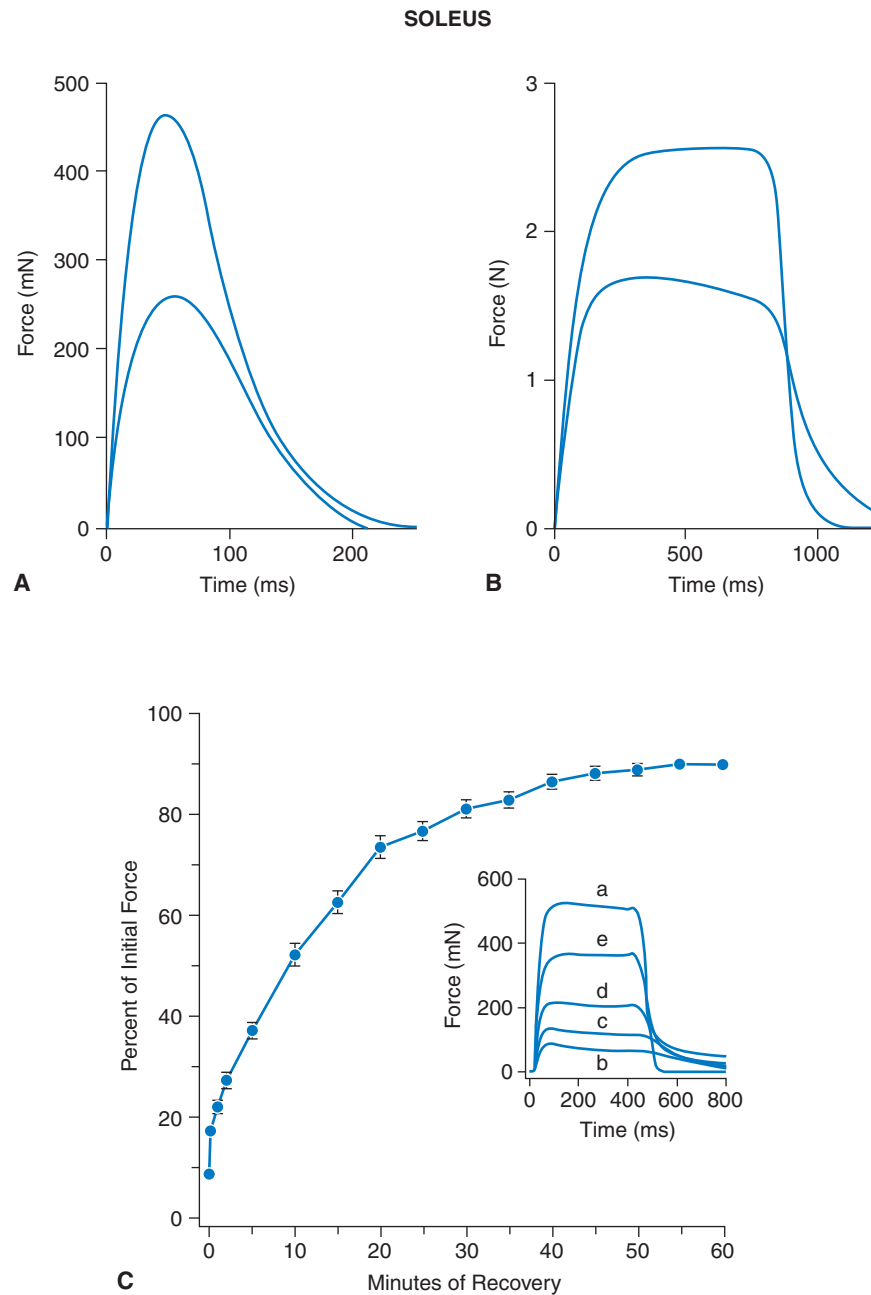 SOLEUS
500
400
300
200
100
0
Force (mN)
0 100 200
Time (ms)
A
3
2
1
0
Force (N)
0 500 1000
Time (ms)
B
100
80
60
40
20
0
Percent of Initial Force
0 10 20 30 40 50 60
Minutes of Recovery
C
600
400
200
0
Force (mN)
a
e
d
c
b
0 200 400 600 800
Time (ms)